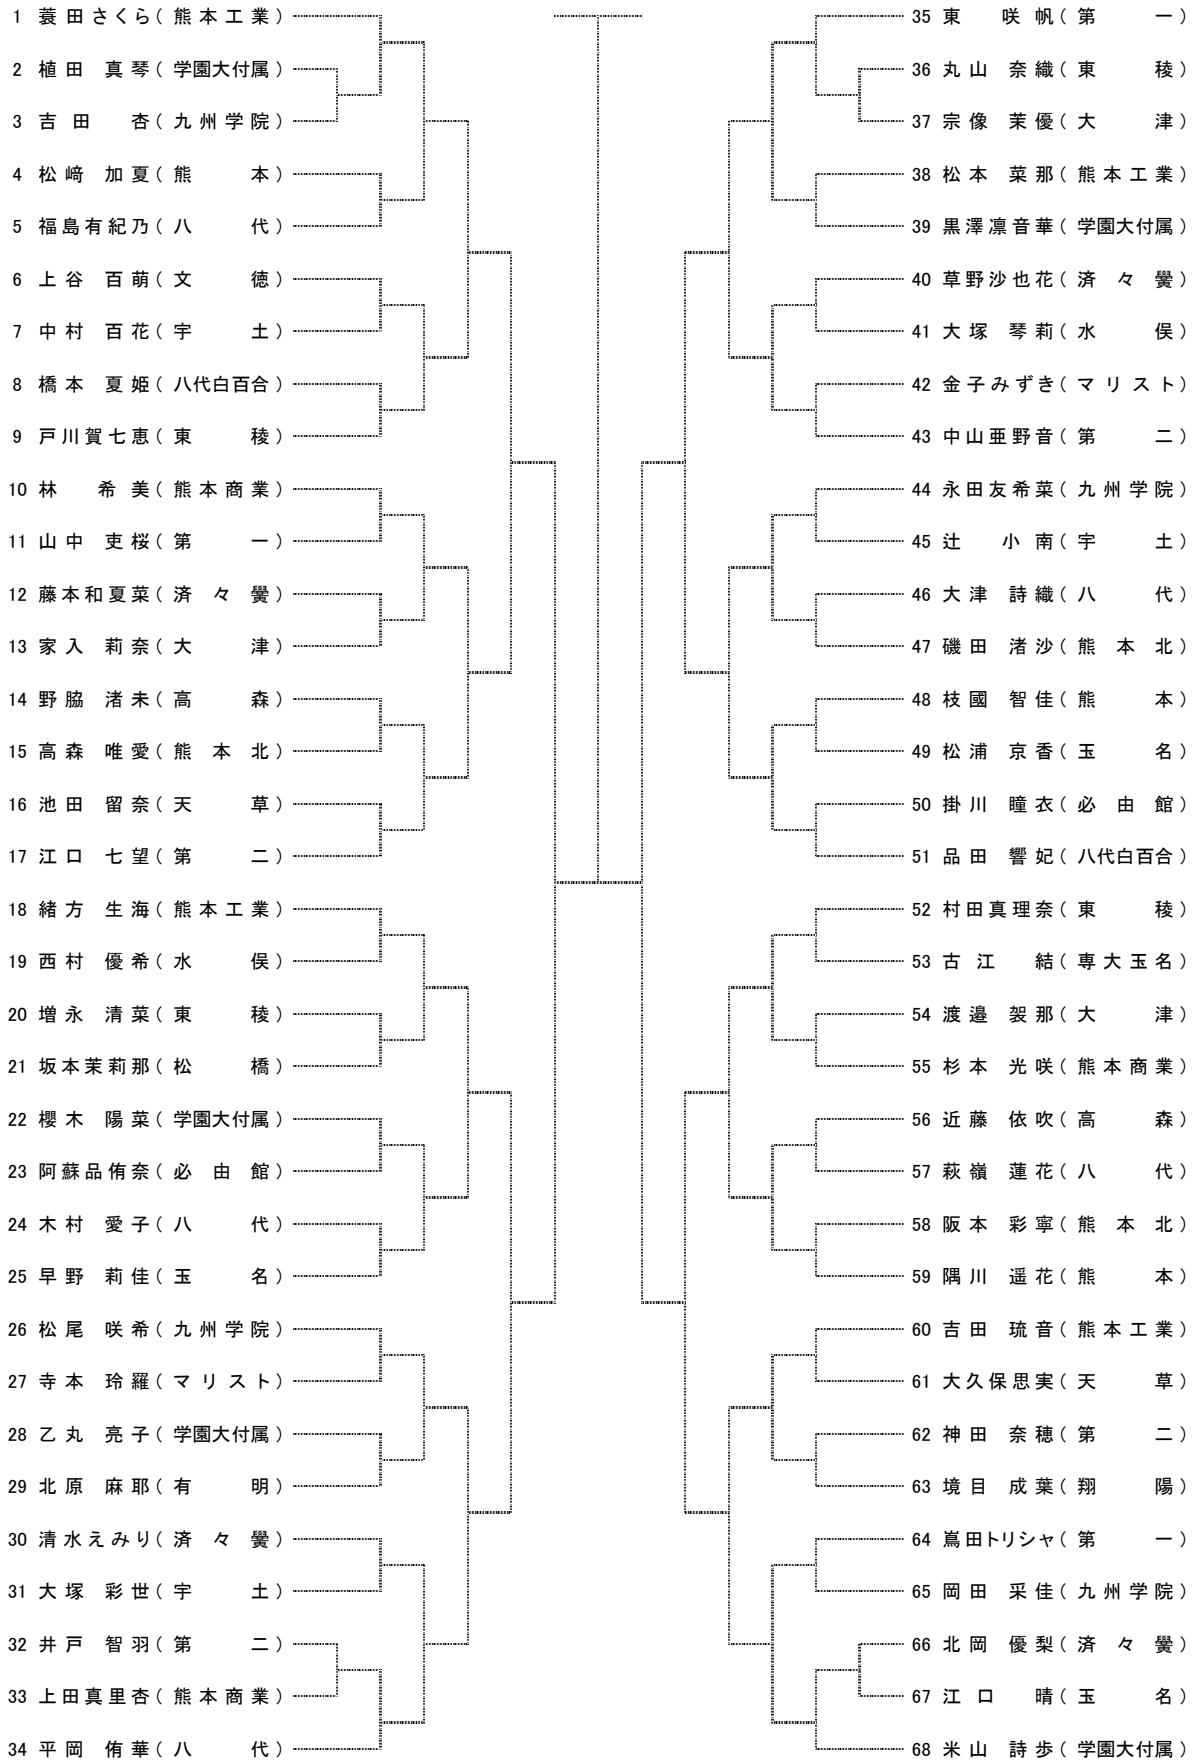 1 蓑田さくら(熊本工業)
2 植田 真琴(学園大付属)
3 吉田 杏(九州学院)
4 松﨑 加夏(熊本)
5 福島有紀乃(八代)
6 上谷 百萌(文徳)
7 中村 百花(宇土)
8 橋本 夏姫(八代白百合)
9 戸川賀七恵(東稜)
10 林 希美(熊本商業)
11 山中 吏桜(第一)
12 藤本和夏菜(済々黌)
13 家入 莉奈(大津)
14 野脇 渚未(高森)
15 高森 唯愛(熊本北)
16 池田 留奈(天草)
17 江口 七望(第二)
18 緒方 生海(熊本工業)
19 西村 優希(水俣)
20 増永 清菜(東稜)
21 坂本茉莉那(松橋)
22 櫻木 陽菜(学園大付属)
23 阿蘇品侑奈(必由館)
24 木村 愛子(八代)
25 早野 莉佳(玉名)
26 松尾 咲希(九州学院)
27 寺本 玲羅(マリスト)
28 乙丸 亮子(学園大付属)
29 北原 麻耶(有明)
30 清水えみり(済々黌)
31 大塚 彩世(宇土)
32 井戸 智羽(第二)
33 上田真里杏(熊本商業)
34 平岡 侑華(八代)
35 東 咲帆(第一)
36 丸山 奈織(東稜)
37 宗像 茉優(大津)
38 松本 菜那(熊本工業)
39 黒澤凛音華(学園大付属)
40 草野沙也花(済々黌)
41 大塚 琴莉(水俣)
42 金子みずき(マリスト)
43 中山亜野音(第二)
44 永田友希菜(九州学院)
45 辻 小南(宇土)
46 大津 詩織(八代)
47 磯田 渚沙(熊本北)
48 枝國 智佳(熊本)
49 松浦 京香(玉名)
50 掛川 瞳衣(必由館)
51 品田 響妃(八代白百合)
52 村田真理奈(東稜)
53 古江 結(専大玉名)
54 渡邉 袈那(大津)
55 杉本 光咲(熊本商業)
56 近藤 依吹(高森)
57 萩嶺 蓮花(八代)
58 阪本 彩寧(熊本北)
59 隅川 遥花(熊本)
60 吉田 琉音(熊本工業)
61 大久保思実(天草)
62 神田 奈穂(第二)
63 境目 成葉(翔陽)
64 嶌田トリシャ(第一)
65 岡田 采佳(九州学院)
66 北岡 優梨(済々黌)
67 江口 晴(玉名)
68 米山 詩歩(学園大付属)